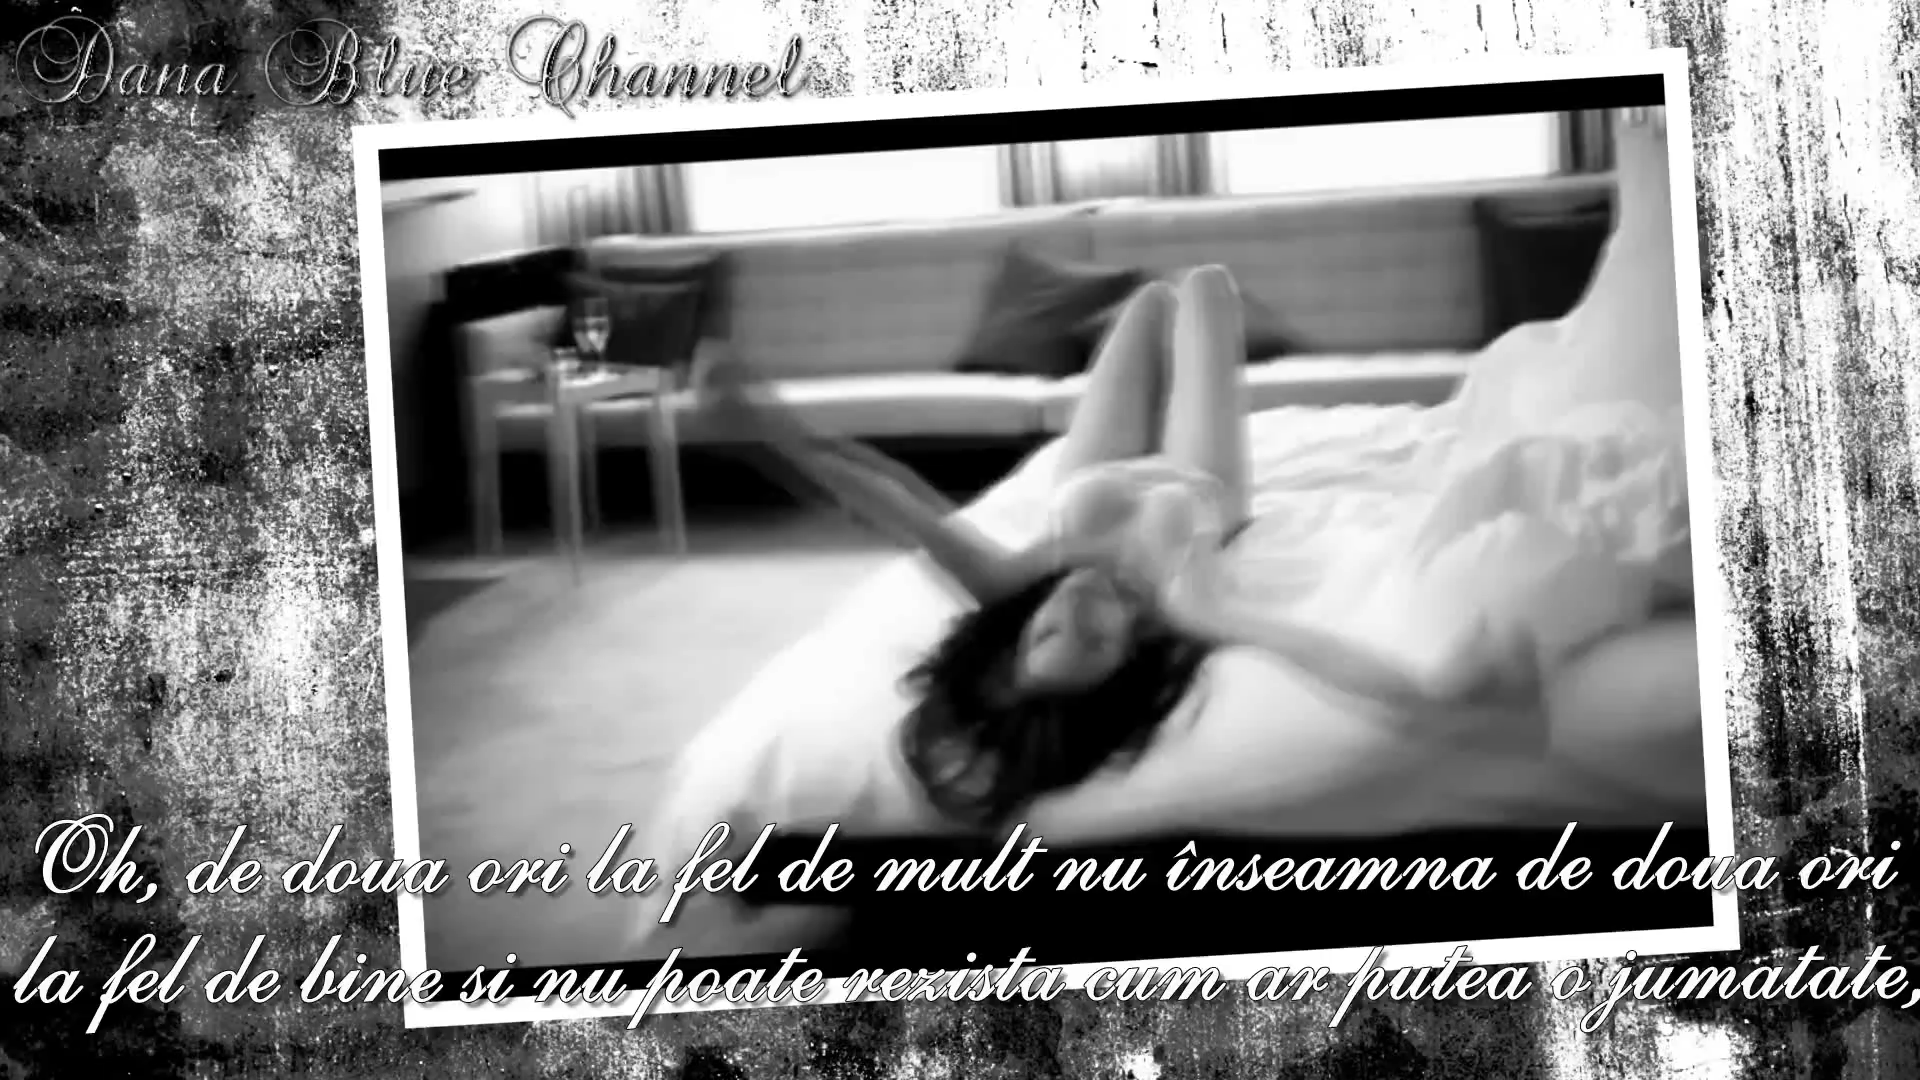 Dana Blue Channel
Oh, de doua ori la fel de mult nu înseamna de doua ori
la fel de bine si nu poate rezista cum ar putea o jumatate,